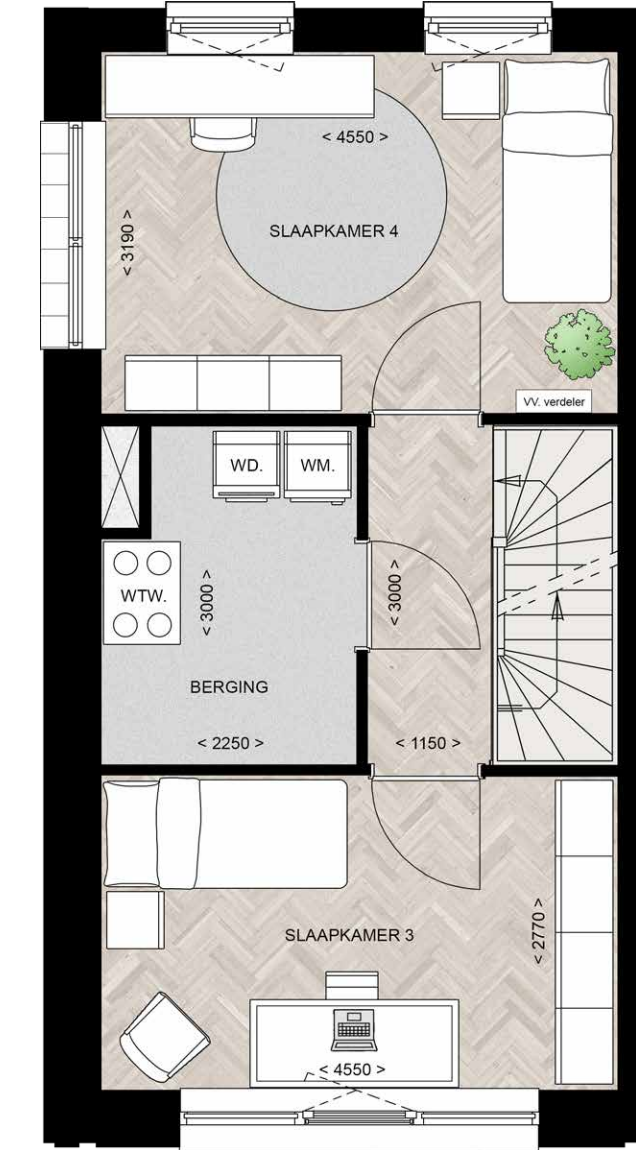 < 4550 >
< 3190 >
SLAAPKAMER 4
VV. verdeler
WD.
WM.
WTW.
< 3000 >
< 3000 >
BERGING
< 2250 >
< 1150 >
SLAAPKAMER 3
< 2770 >
< 4550 >